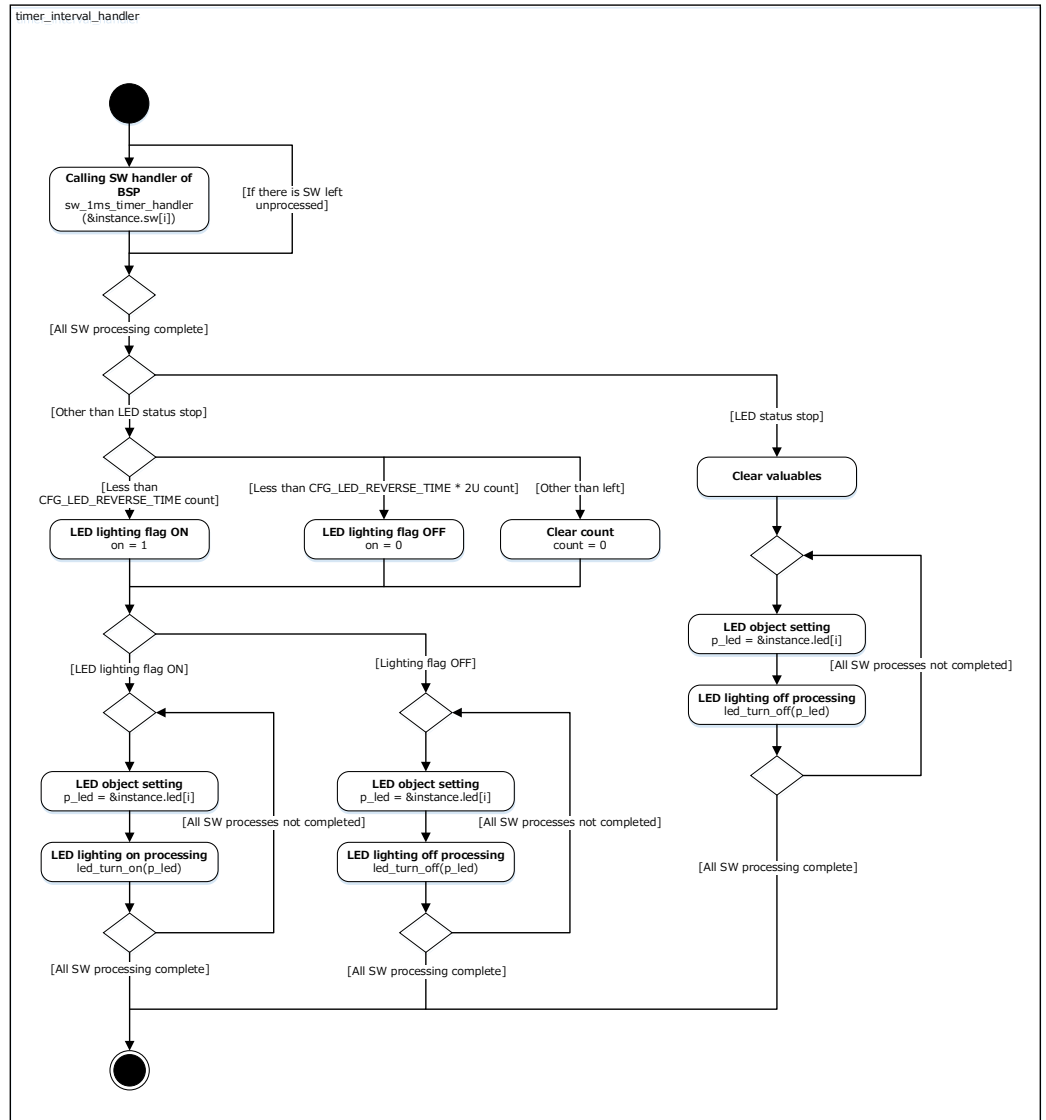 timer_interval_handler
Calling SW handler of
BSP
sw_1ms_timer_handler
(&instance.sw[i])
[If there is SW left
unprocessed]
[All SW processing complete]
[Other than LED status stop]
[LED status stop]
[Less than
CFG_LED_REVERSE_TIME count]
[Less than CFG_LED_REVERSE_TIME * 2U count]
[Other than left]
Clear valuables
LED lighting flag ON
on = 1
LED lighting flag OFF
on = 0
Clear count
count = 0
[LED lighting flag ON]
[Lighting flag OFF]
LED object setting
p_led = &instance.led[i]
[All SW processes not completed]
LED lighting off processing
led_turn_off(p_led)
LED object setting
p_led = &instance.led[i]
[All SW processes not completed]
LED lighting on processing
led_turn_on(p_led)
LED object setting
p_led = &instance.led[i]
[All SW processes not completed]
LED lighting off processing
led_turn_off(p_led)
[All SW processing complete]
[All SW processing complete]
[All SW processing complete]